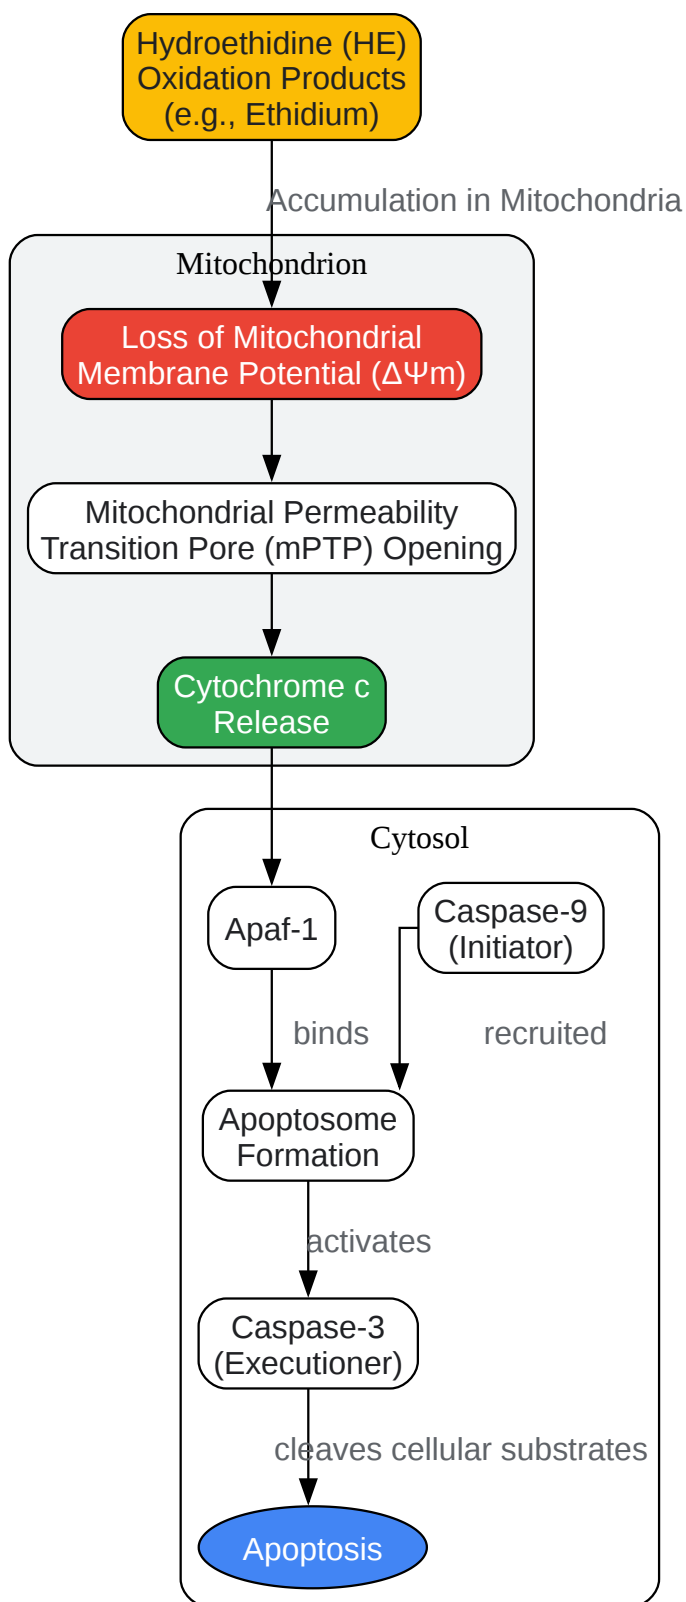 Hydroethidine (HE)
Oxidation Products
(e.g., Ethidium)
Accumulation in Mitochondria
Mitochondrion
Loss of Mitochondrial
Membrane Potential (ΔΨm)
Mitochondrial Permeability
Transition Pore (mPTP) Opening
Cytochrome c
Release
Cytosol
Apaf-1
Caspase-9
(Initiator)
binds
recruited
Apoptosome
Formation
activates
Caspase-3
(Executioner)
cleaves cellular substrates
Apoptosis